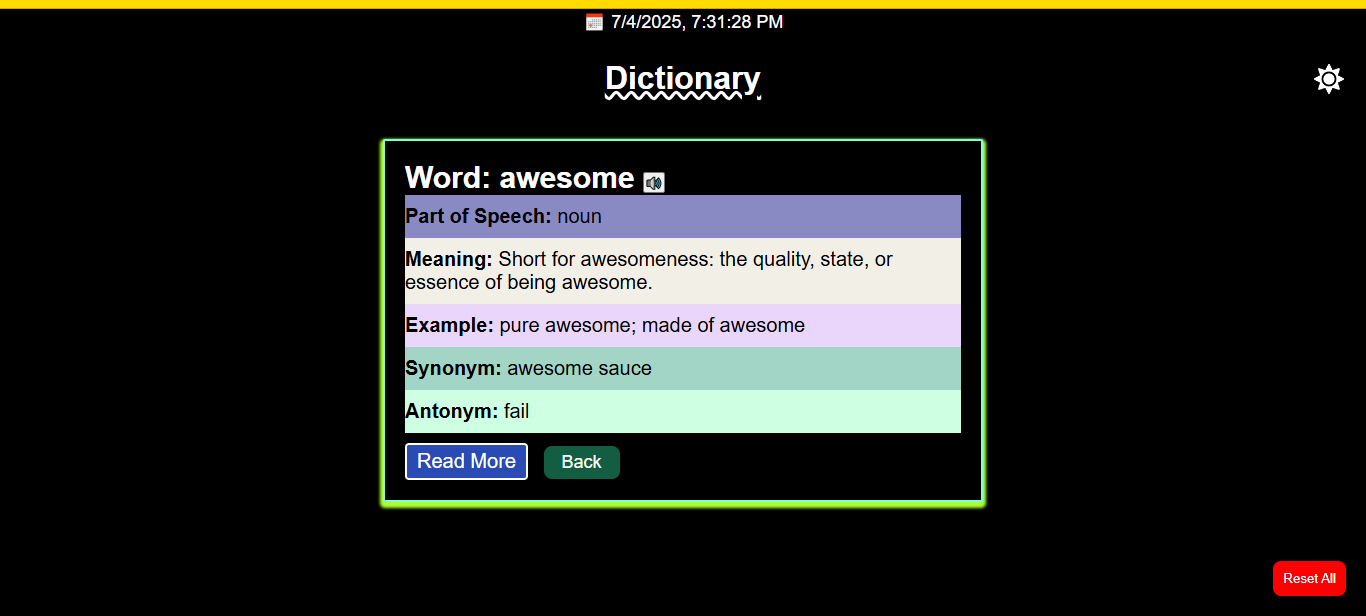 7/4/2025, 7:31:28 PM
Dictionary
Word: awesome
Part of Speech: noun
Meaning: Short for awesomeness: the quality, state, or
essence of being awesome.
Example: pure awesome; made of awesome
Synonym: awesome sauce
Antonym: fail
Read More
Back
Reset All